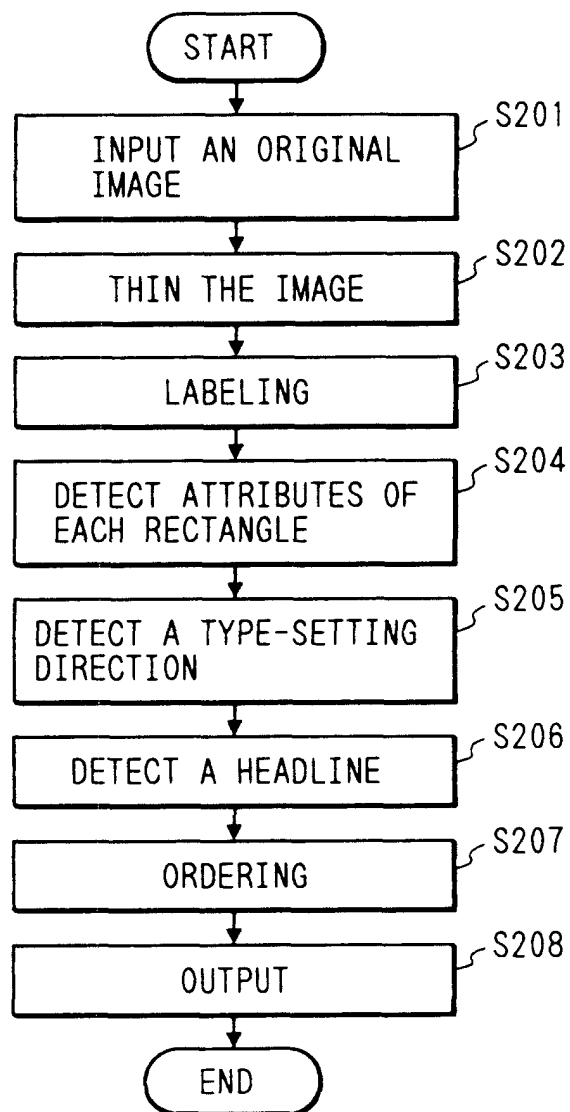 START
S201
INPUT AN ORIGINAL
IMAGE
S202
THIN THE IMAGE
S203
LABELING
S204
DETECT ATTRIBUTES OF
EACH RECTANGLE
S205
DETECT A TYPE-SETTING
DIRECTION
S206
DETECT A HEADLINE
S207
ORDERING
S208
OUTPUT
END